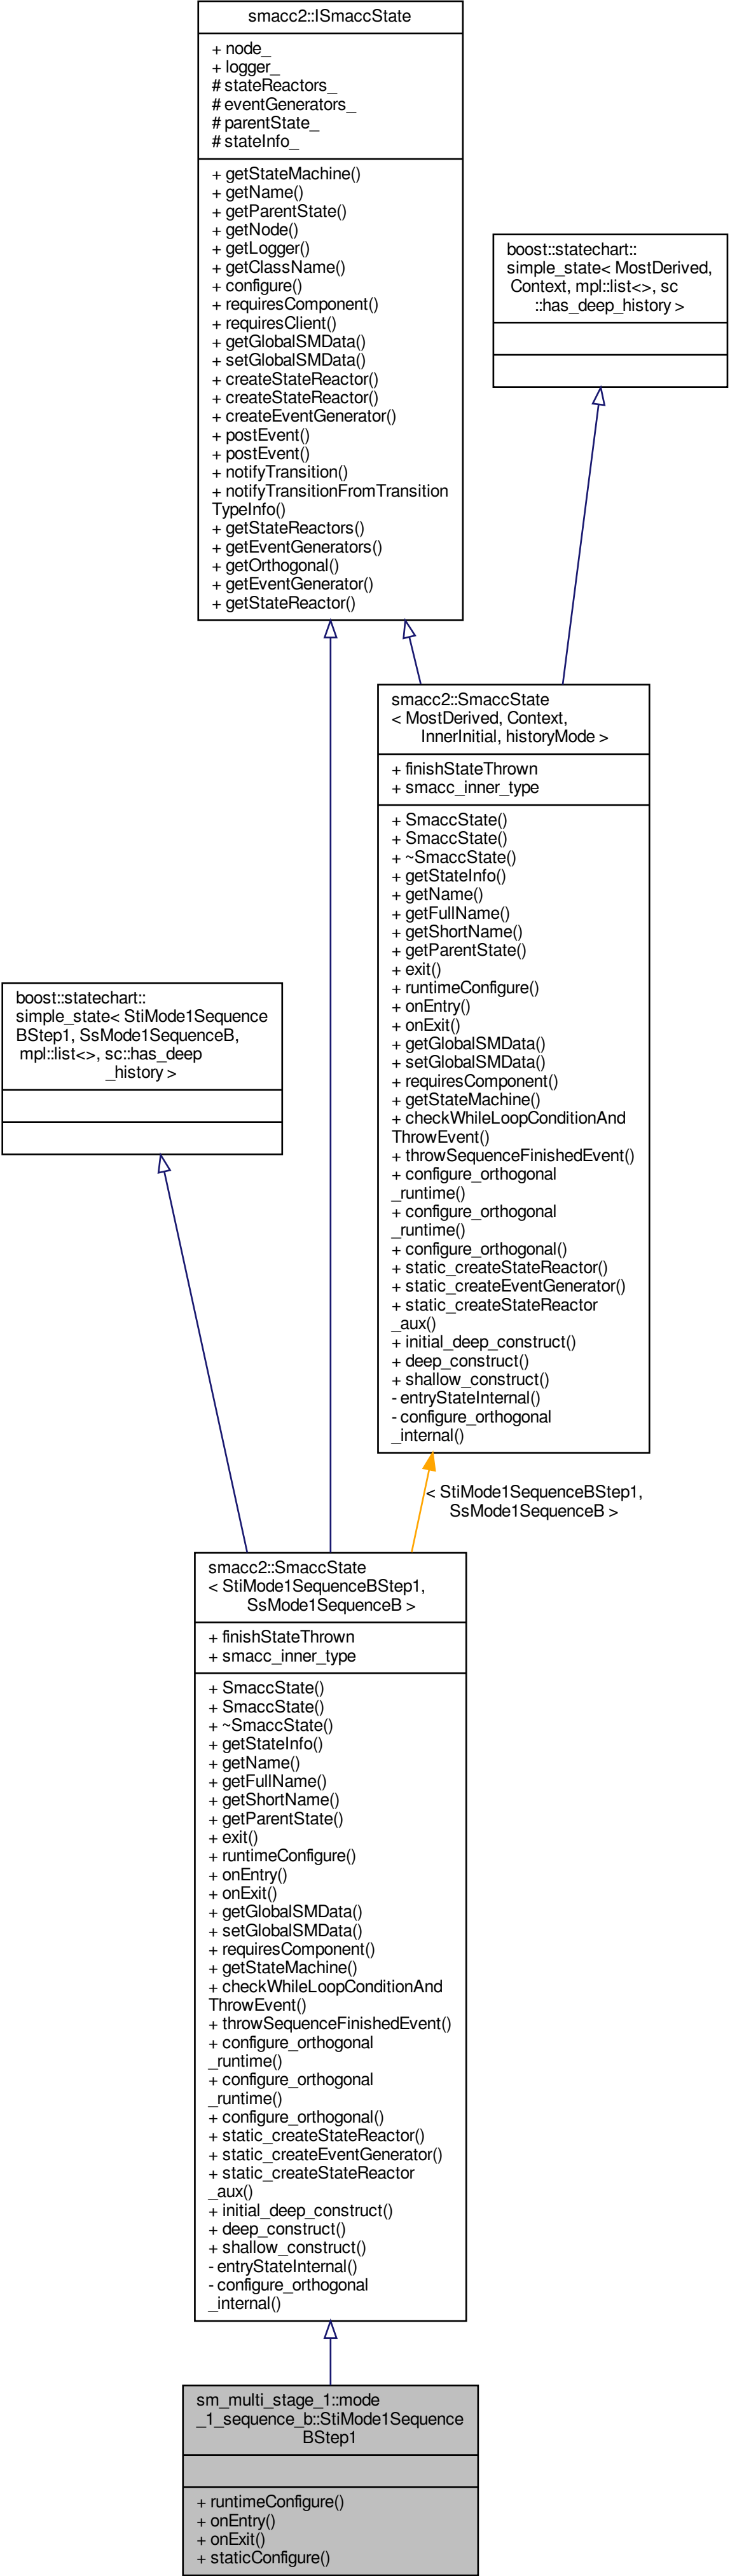 smacc2::ISmaccState
+ node_
+ logger_
# stateReactors_
# eventGenerators_
# parentState_
# stateInfo_
+ getStateMachine()
+ getName()
+ getParentState()
+ getNode()
+ getLogger()
+ getClassName()
+ configure()
+ requiresComponent()
+ requiresClient()
+ getGlobalSMData()
+ setGlobalSMData()
+ createStateReactor()
+ createStateReactor()
+ createEventGenerator()
+ postEvent()
+ postEvent()
+ notifyTransition()
+ notifyTransitionFromTransition
TypeInfo()
+ getStateReactors()
+ getEventGenerators()
+ getOrthogonal()
+ getEventGenerator()
+ getStateReactor()
boost::statechart::
simple_state< MostDerived,
Context, mpl::list<>, sc
::has_deep_history >
smacc2::SmaccState
< MostDerived, Context,
InnerInitial, historyMode >
+ finishStateThrown
+ smacc_inner_type
+ SmaccState()
+ SmaccState()
+ ~SmaccState()
+ getStateInfo()
+ getName()
+ getFullName()
+ getShortName()
+ getParentState()
+ exit()
+ runtimeConfigure()
+ onEntry()
+ onExit()
+ getGlobalSMData()
+ setGlobalSMData()
+ requiresComponent()
+ getStateMachine()
+ checkWhileLoopConditionAnd
ThrowEvent()
+ throwSequenceFinishedEvent()
+ configure_orthogonal
_runtime()
+ configure_orthogonal
_runtime()
+ configure_orthogonal()
+ static_createStateReactor()
+ static_createEventGenerator()
+ static_createStateReactor
_aux()
+ initial_deep_construct()
+ deep_construct()
+ shallow_construct()
- entryStateInternal()
- configure_orthogonal
_internal()
boost::statechart::
simple_state< StiMode1Sequence
BStep1, SsMode1SequenceB,
mpl::list<>, sc::has_deep
_history >
< StiMode1SequenceBStep1,
SsMode1SequenceB >
smacc2::SmaccState
< StiMode1SequenceBStep1,
SsMode1SequenceB >
+ finishStateThrown
+ smacc_inner_type
+ SmaccState()
+ SmaccState()
+ ~SmaccState()
+ getStateInfo()
+ getName()
+ getFullName()
+ getShortName()
+ getParentState()
+ exit()
+ runtimeConfigure()
+ onEntry()
+ onExit()
+ getGlobalSMData()
+ setGlobalSMData()
+ requiresComponent()
+ getStateMachine()
+ checkWhileLoopConditionAnd
ThrowEvent()
+ throwSequenceFinishedEvent()
+ configure_orthogonal
_runtime()
+ configure_orthogonal
_runtime()
+ configure_orthogonal()
+ static_createStateReactor()
+ static_createEventGenerator()
+ static_createStateReactor
_aux()
+ initial_deep_construct()
+ deep_construct()
+ shallow_construct()
- entryStateInternal()
- configure_orthogonal
_internal()
sm_multi_stage_1::mode
_1_sequence_b::StiMode1Sequence
BStep1
+ runtimeConfigure()
+ onEntry()
+ onExit()
+ staticConfigure()